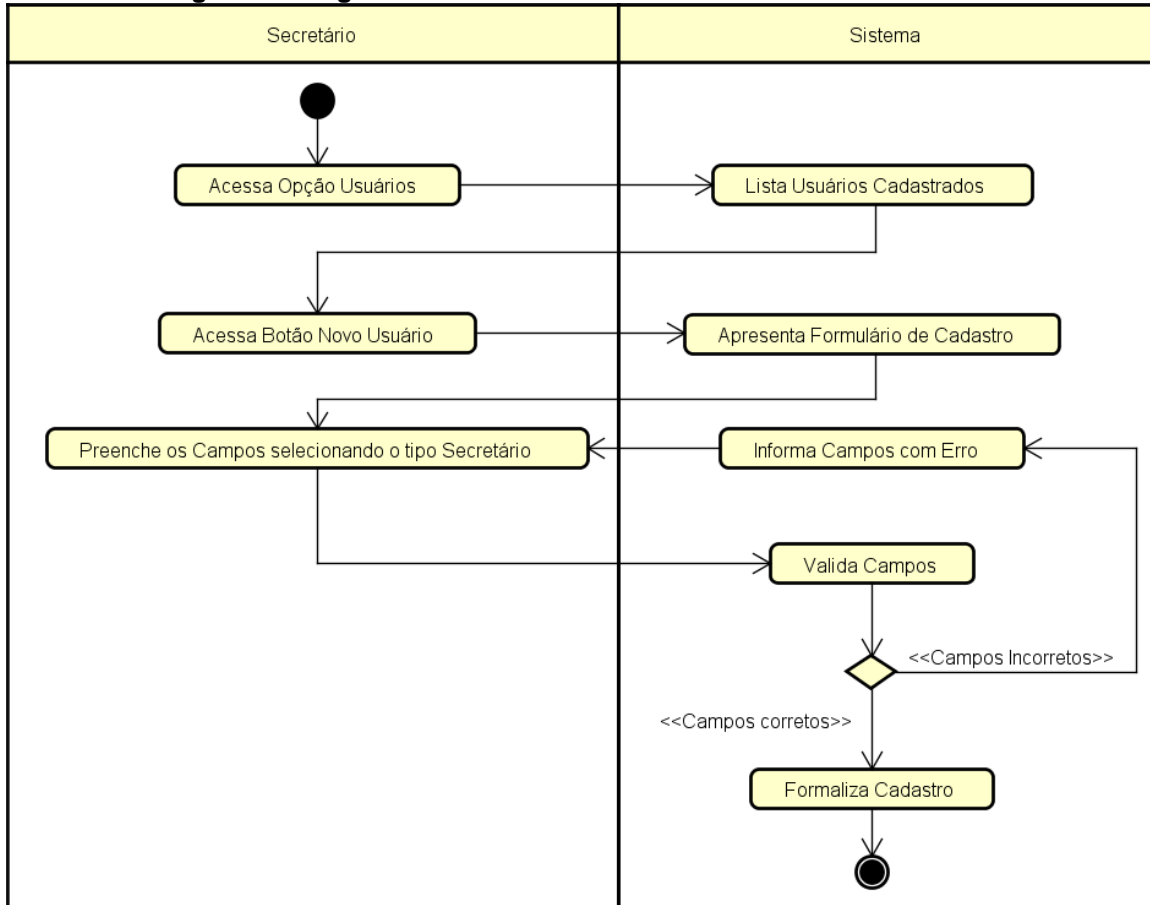 Secretário
Sistema
Acessa Opção Usuários
Lista Usuários Cadastrados
Acessa Botão Novo Usuário
Apresenta Formulário de Cadastro
Preenche os Campos selecionando o tipo Secretário
Informa Campos com Erro
Valida Campos
<<Campos Incorretos>>
<<Campos corretos>>
Formaliza Cadastro